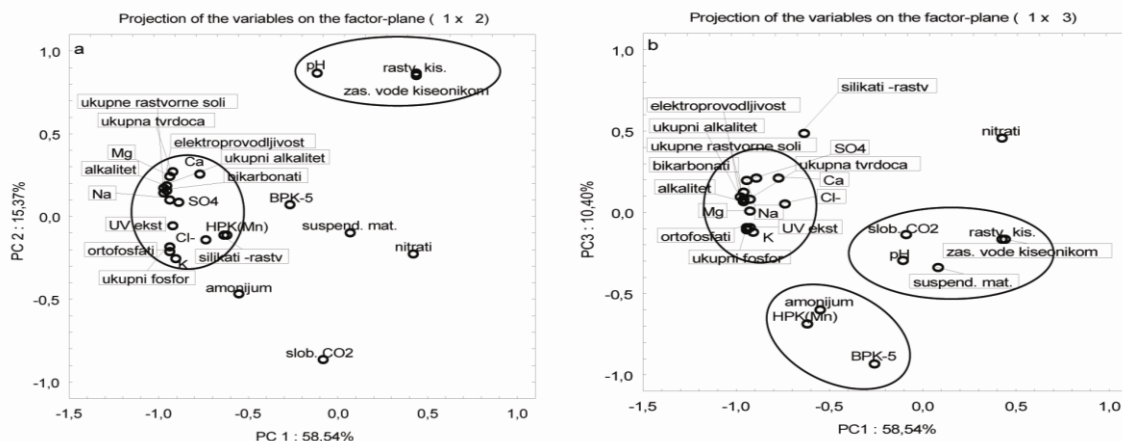 Projection of the variables on the factor-plane ( 1 x 2)
a
1,0
0,5
0,0
-0,5
-1,0
PC 2 : 15,37%
pH
rastv. kis.
zas. vode kiseonikom
ukupne rastvorne soli
ukupna tvrdoca
elektroprovodljivost
Mg
Ca
ukupni alkalitet
alkalitet
bikarbonati
Na
SO4
BPK-5
UV ekst
HPK(Mn)
suspend. mat.
Cl-
ortofosfati
nitrati
K
silikati -rastv
ukupni fosfor
amonijum
slob. CO2
-1,5
-1,0
-0,5
0,0
0,5
1,0
PC 1 : 58,54%
Projection of the variables on the factor-plane ( 1 x 3)
b
1,0
0,5
0,0
-0,5
-1,0
PC3 : 10,40%
silikati -rastv
elektroprovodljivost
nitrati
ukupni alkalitet
ukupne rastvorne soli
SO4
bikarbonati
ukupna tvrdoca
alkalitet
Ca
Cl-
Mg
Na
UV ekst
slob. CO2
ortofosfati
K
rastv. kis.
ukupni fosfor
pH
zas. vode kiseonikom
suspend. mat.
amonijum
HPK(Mn)
BPK-5
-1,5
-1,0
-0,5
0,0
0,5
1,0
PC1 : 58,54%